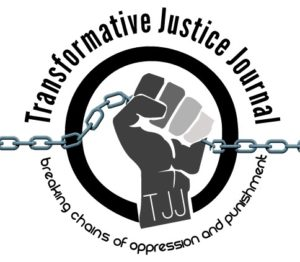 Transformative Justice Journal
TJJ
breaking chains of oppression and punishment